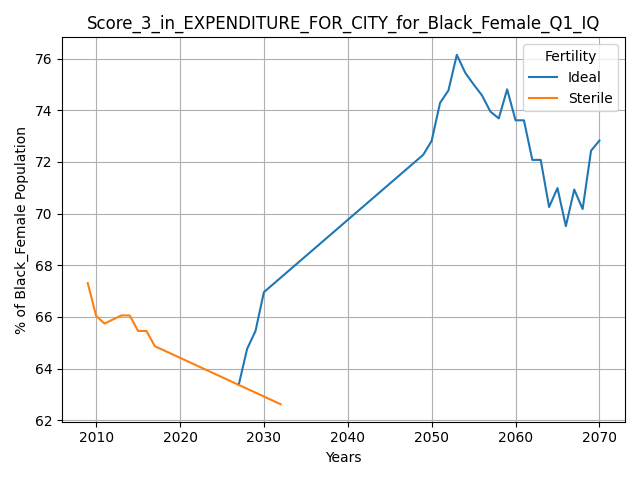 Score_3_in_EXPENDITURE_FOR_CITY_for_Black_Female_Q1_IQ
Fertility
Ideal
Sterile
% of Black_Female Population
76
74
72
70
68
66
64
62
2010 2020 2030 2040 2050 2060 2070
Years